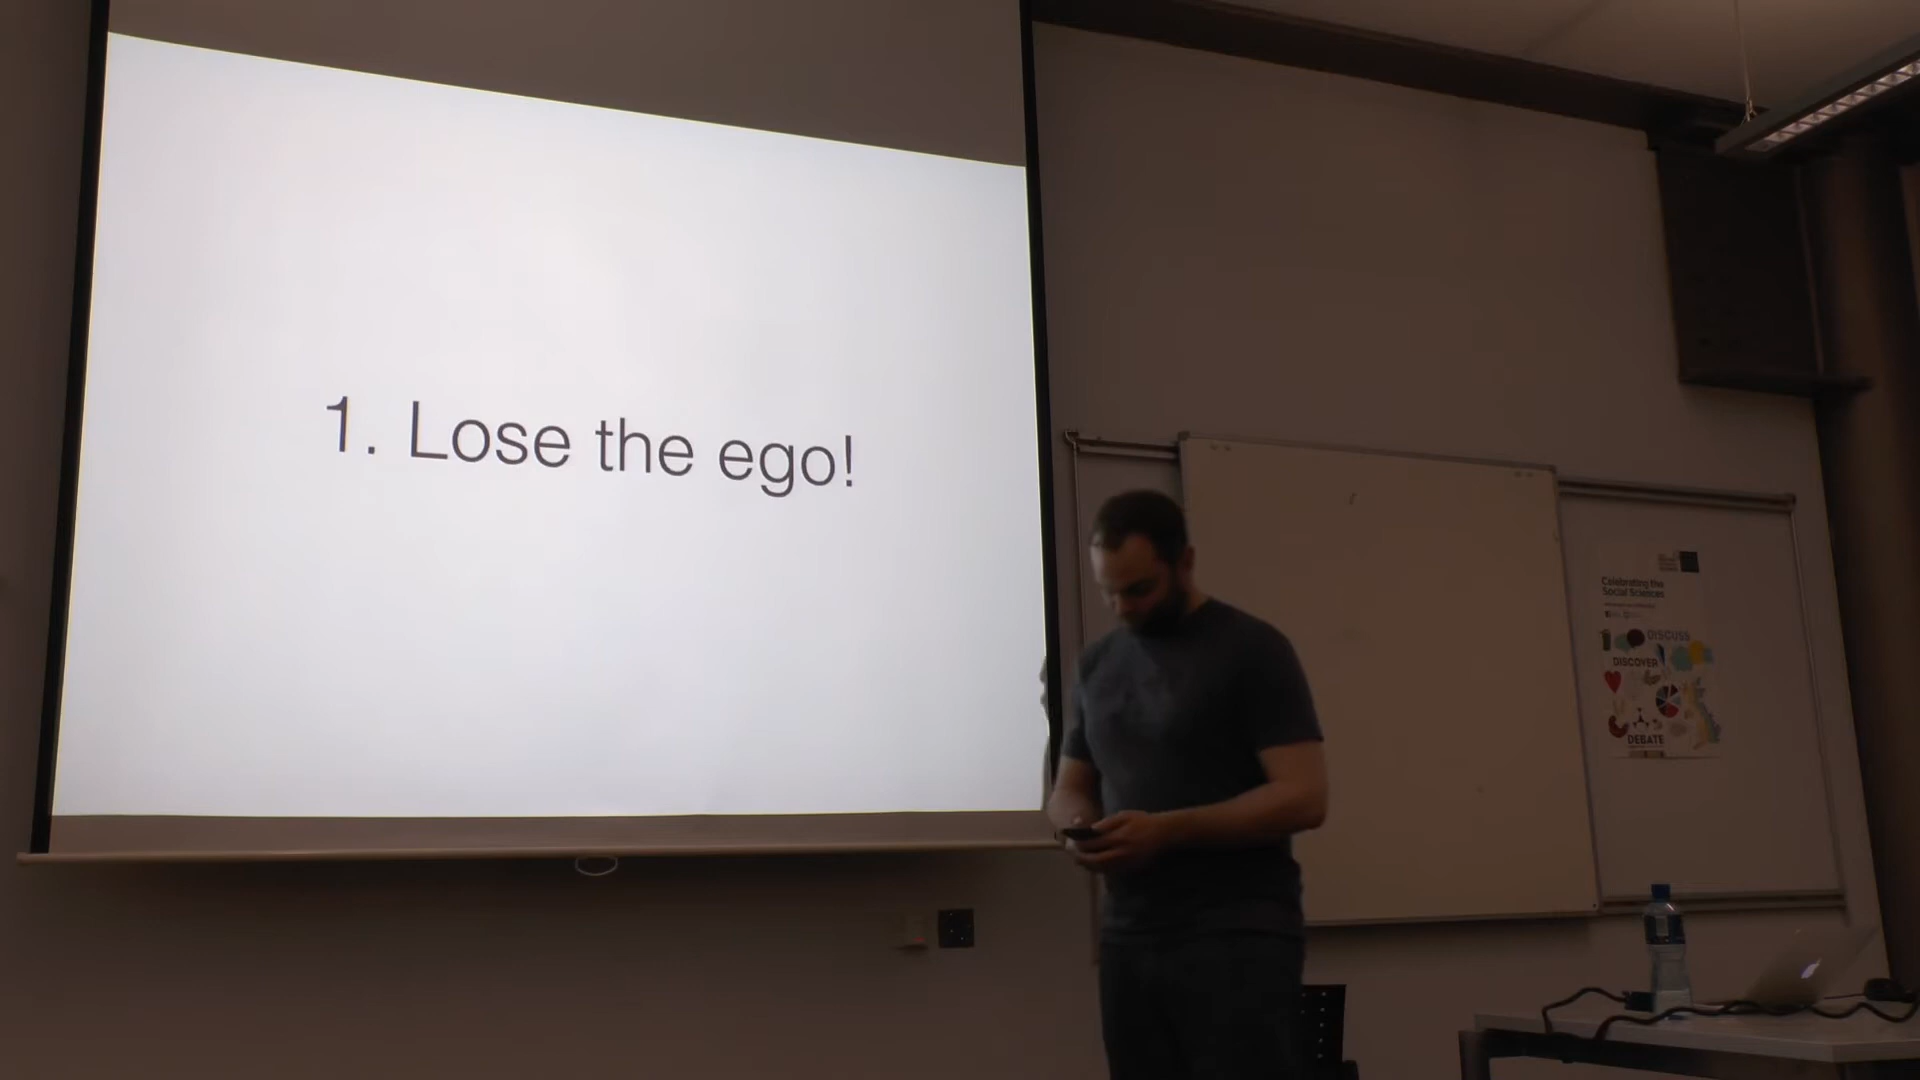 1. Lose the ego!
Celebrating the
Social Sciences
DISCUSS
DISCOVER
DEBATE